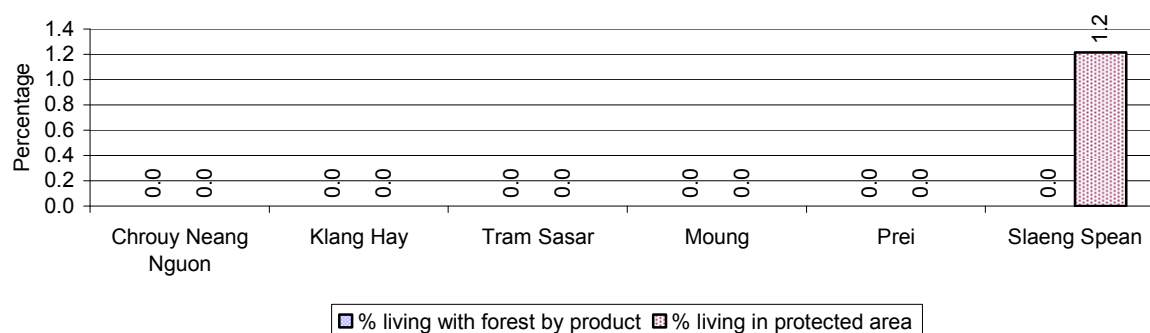 Percentage
1.4
1.2
1.0
0.8
0.6
0.4
0.2
0.0
0.0 0.0 0.0 0.0 0.0 0.0 0.0 0.0 0.0 0.0 0.0 1.2
Chrouy Neang Klang Hay Tram Sasar Moung Prei Slaeng Spean
Nguon
% living with forest by product % living in protected area